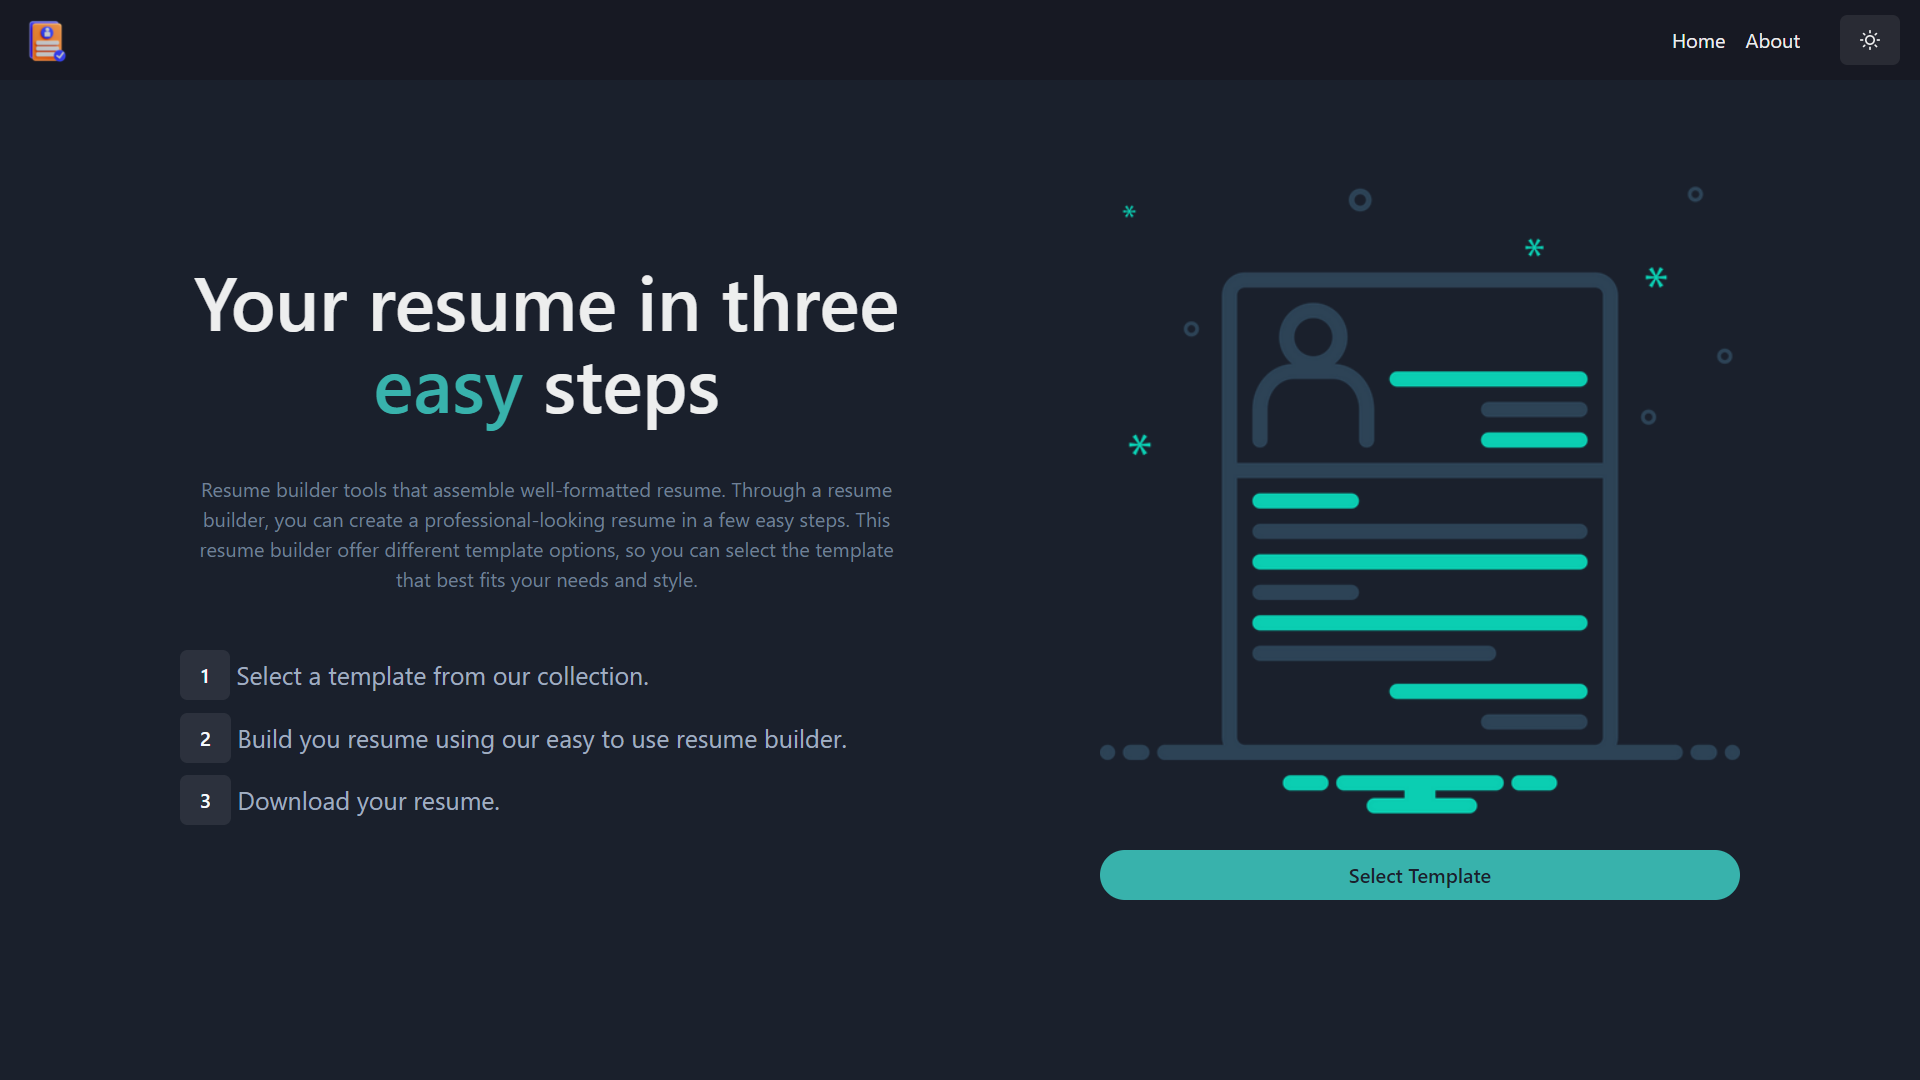 Home About
Your resume in three
easy steps
Resume builder tools that assemble well-formatted resume. Through a resume
builder, you can create a professional-looking resume in a few easy steps. This
resume builder offer different template options, so you can select the template
that best fits your needs and style.
1 Select a template from our collection.
2 Build you resume using our easy to use resume builder.
3 Download your resume.
Select Template